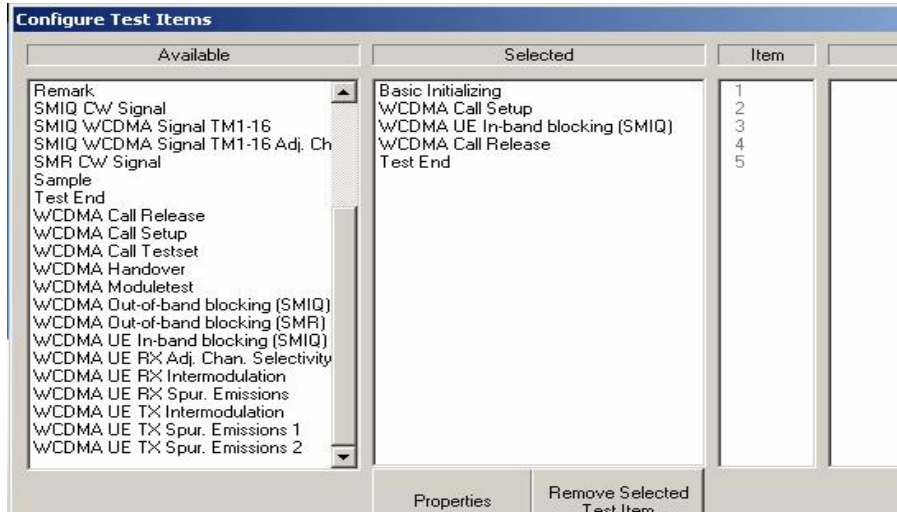 Configure Test Items
Available
Selected
Item
Remark
SMIQ CW Signal
SMIQ WCDMA Signal TM1-16
SMIQ WCDMA Signal TM1-16 Adj. Ch
SMR CW Signal
Sample
Test End
WCDMA Call Release
WCDMA Call Setup
WCDMA Call Testset
WCDMA Handover
WCDMA Moduletest
WCDMA Out-of-band blocking (SMIQ)
WCDMA Out-of-band blocking (SMR)
WCDMA UE In-band blocking (SMIQ)
WCDMA UE RX Adj. Chan. Selectivity
WCDMA UE RX Intermodulation
WCDMA UE RX Spur. Emissions
WCDMA UE TX Intermodulation
WCDMA UE TX Spur. Emissions 1
WCDMA UE TX Spur. Emissions 2
Basic Initializing
WCDMA Call Setup
WCDMA UE In-band blocking (SMIQ)
WCDMA Call Release
Test End
1
2
3
4
5
Properties
Remove Selected
Test Item